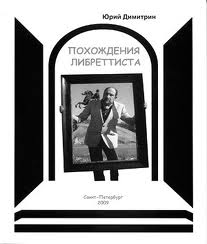 Юрий Димитрин
ПОХОЖДЕНИЯ
ЛИБРЕТТИСТА
Санкт-Петербург
2009